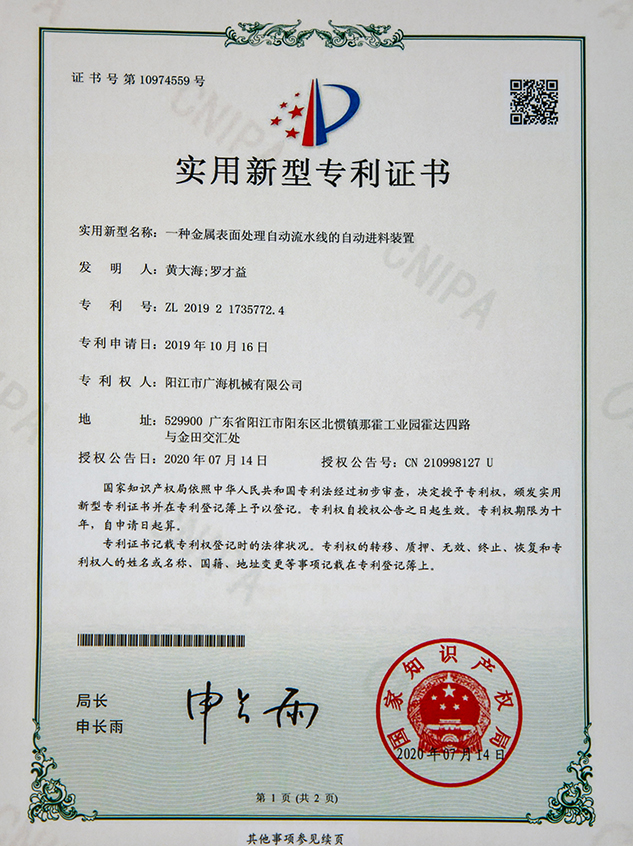 证书号第10974559号
实用新型专利证书
实用新型名称：一种金属表面处理自动流水线的自动进料装置
发明人：黄大海;罗才益
专利号：ZL 2019 2 1735772.4
专利申请日：2019年10月16日
专利权人：阳江市广海机械有限公司
地址：529900 广东省阳江市阳东区北惯镇那霍工业园霍达四路
与金田交汇处
授权公告日：2020年07月14日 授权公告号：CN 210998127 U
国家知识产权局依照中华人民共和国专利法经过初步审查，决定授予专利权，颁发实用
新型专利证书并在专利登记簿上予以登记。专利权自授权公告之日起生效。专利权期限为十
年，自申请日起算。
专利证书记载专利权登记时的法律状况。专利权的转移、质押、无效、终止、恢复和专
利权人的姓名或名称、国籍、地址变更等事项记载在专利登记簿上。
局长
申长雨
申长雨
国家知识产权局
2020年07月14日
第1页(共2页)
其他事项参见续页
CNIPA
CNIPA
CNIPA